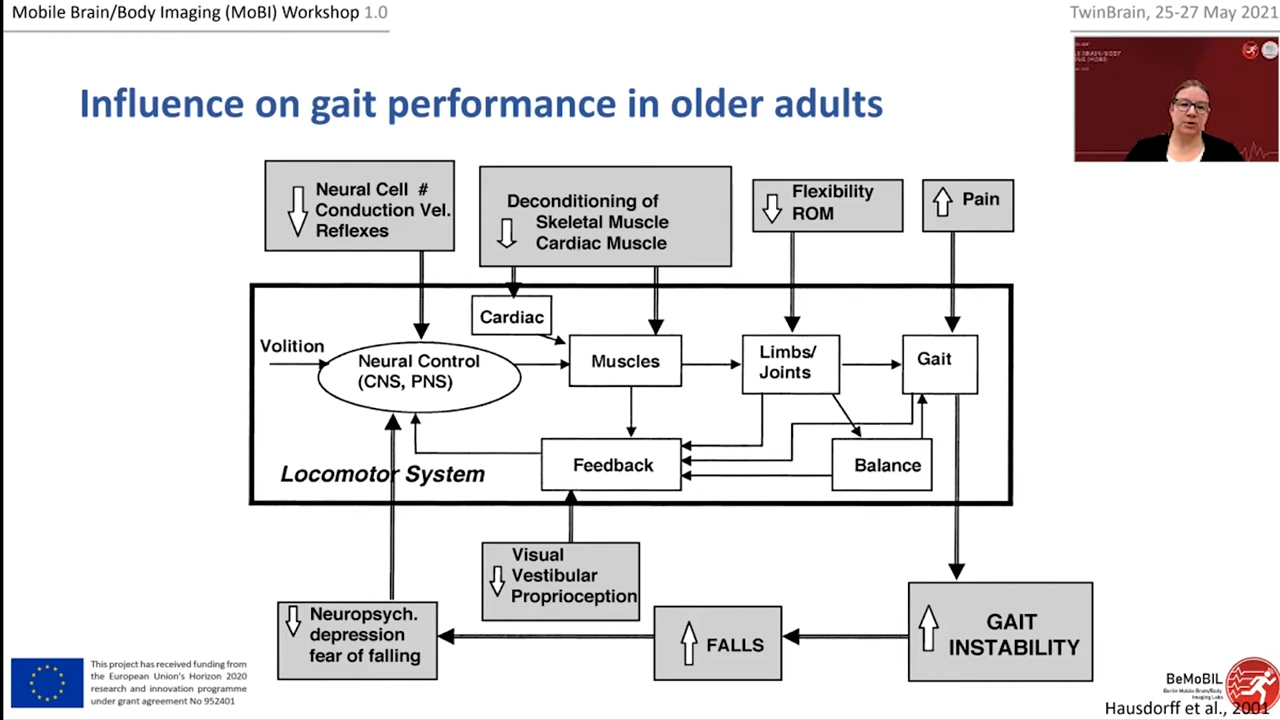 Mobile Brain/Body Imaging (MoBI) Workshop 1.0
TwinBrain, 25-27 May 2021
Influence on gait performance in older adults
Neural Cell #
Conduction Vel.
Reflexes
Deconditioning of
Skeletal Muscle
Cardiac Muscle
Flexibility
ROM
Pain
Cardiac
Volition
Neural Control
(CNS, PNS)
Muscles
Limbs/
Joints
Gait
Feedback
Balance
Locomotor System
Visual
Vestibular
Proprioception
Neuropsych.
depression
fear of falling
FALLS
GAIT
INSTABILITY
This project has received funding from
the European Union's Horizon 2020
research and innovation programme
under grant agreement No 952401
BeMoBIL
Berlin Mobile Brain/Body
Imaging Labs
Hausdorff et al., 2001